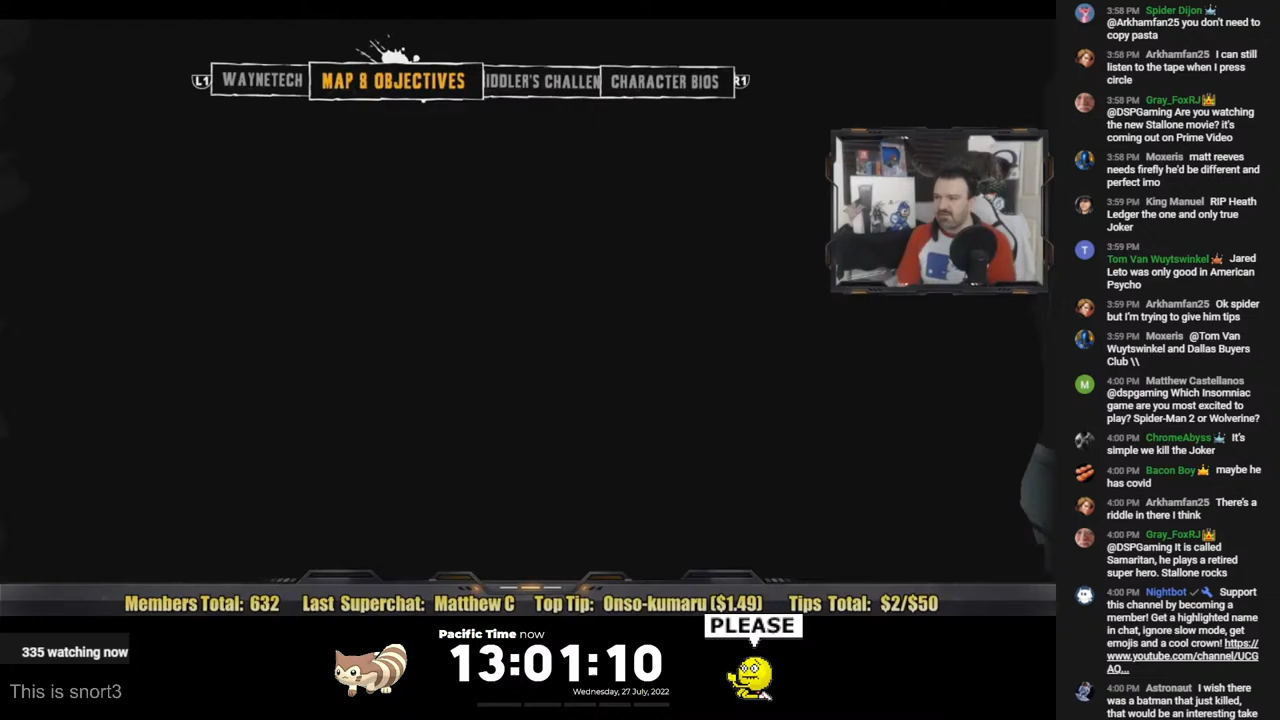 L1 WAYNETECH MAP & OBJECTIVES IDDLER'S CHALLEN CHARACTER BIOS R1
3:58 PM Spider Dijon
@Arkhamfan25 you don't need to
copy pasta
3:58 PM Arkhamfan25 I can still
listen to the tape when I press
circle
3:58 PM Gray_FoxRJ
@DSPGaming Are you watching
the new Stallone movie? it's
coming out on Prime Video
3:58 PM Moxeris matt reeves
needs firefly he'd be different and
perfect imo
3:59 PM King Manuel RIP Heath
Ledger the one and only true
Joker
T
3:59 PM
Tom Van Wuytswinkel Jared
Leto was only good in American
Psycho
3:59 PM Arkhamfan25 Ok spider
but I'm trying to give him tips
3:59 PM Moxeris @Tom Van
Wuytswinkel and Dallas Buyers
Club \\
M
4:00 PM Matthew Castellanos
@dspgaming Which Insomniac
game are you most excited to
play? Spider-Man 2 or Wolverine?
4:00 PM ChromeAbyss It's
simple we kill the Joker
4:00 PM Bacon Boy maybe he
has covid
4:00 PM Arkhamfan25 There's a
riddle in there I think
4:00 PM Gray_FoxRJ
@DSPGaming It is called
Samaritan, he plays a retired
super hero. Stallone rocks
4:00 PM Nightbot Support
this channel by becoming a
member! Get a highlighted name
in chat, ignore slow mode, get
emojis and a cool crown! https://
www.youtube.com/channel/UCG
AO...
4:00 PM Astronaut I wish there
was a batman that just killed,
that would be an interesting take
Members Total: 632 Last Superchat: Matthew C Top Tip: Onso-kumaru ($1.49) Tips Total: $2/$50
335 watching now
This is snort3
Pacific Time now
13:01:10
Wednesday, 27 July, 2022
PLEASE